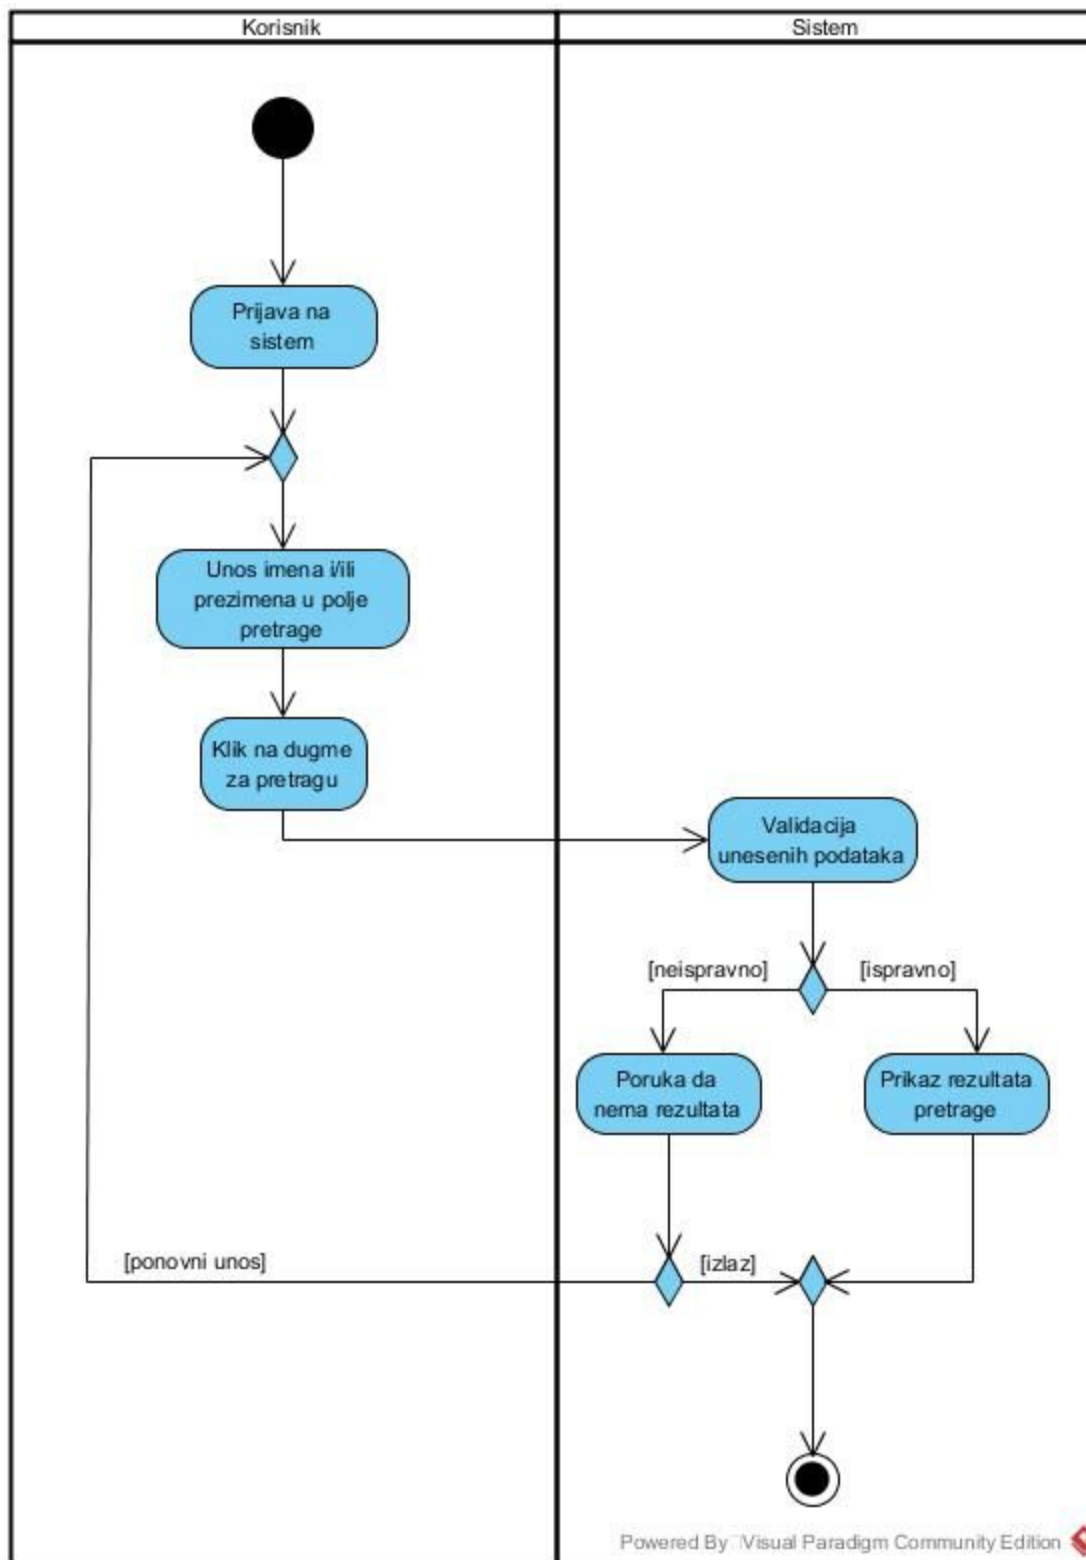 Korisnik
Sistem
Prijava na
sistem
Unos imena i/ili
prezimena u polje
pretrage
Klik na dugme
za pretragu
Validacija
unesenih podataka
[neispravno]
[ispravno]
Poruka da
nema rezultata
Prikaz rezultata
pretrage
[ponovni unos]
[izlaz]
Powered By Visual Paradigm Community Edition